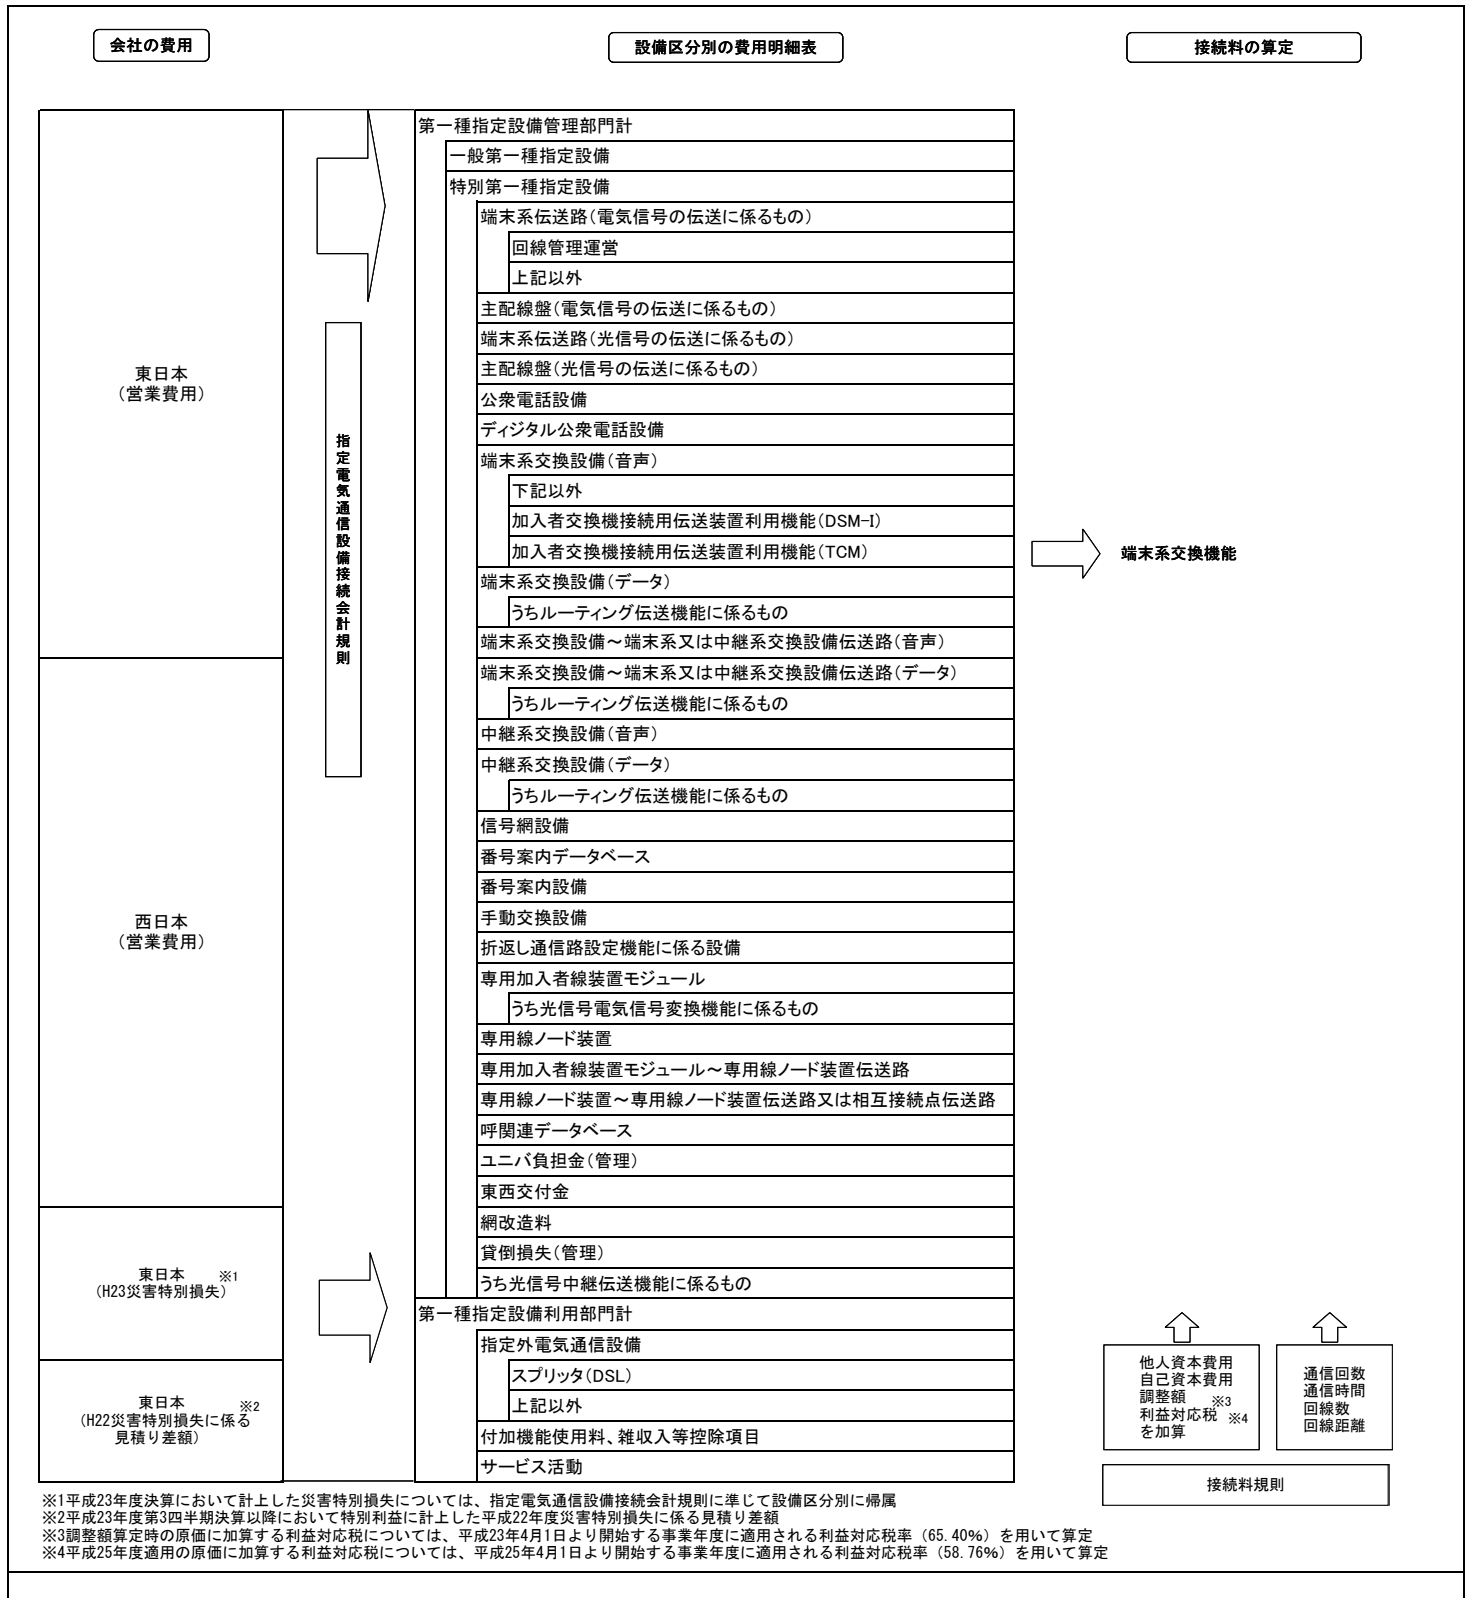 会社の費用
設備区分別の費用明細表
接続料の算定
東日本
（営業費用）
西日本
（営業費用）
東日本 ※1
（H23災害特別損失）
東日本 ※2
（H22災害特別損失に係る
見積り差額）
指定電気通信設備接続会計規則
第一種指定設備管理部門計
一般第一種指定設備
特別第一種指定設備
端末系伝送路（電気信号の伝送に係るもの）
回線管理運営
上記以外
主配線盤（電気信号の伝送に係るもの）
端末系伝送路（光信号の伝送に係るもの）
主配線盤（光信号の伝送に係るもの）
公衆電話設備
ディジタル公衆電話設備
端末系交換設備（音声）
下記以外
加入者交換機接続用伝送装置利用機能（DSM-I）
加入者交換機接続用伝送装置利用機能（TCM）
端末系交換設備（データ）
うちルーティング伝送機能に係るもの
端末系交換設備～端末系又は中継系交換設備伝送路（音声）
端末系交換設備～端末系又は中継系交換設備伝送路（データ）
うちルーティング伝送機能に係るもの
中継系交換設備（音声）
中継系交換設備（データ）
うちルーティング伝送機能に係るもの
信号網設備
番号案内データベース
番号案内設備
手動交換設備
折返し通信路設定機能に係る設備
専用加入者線装置モジュール
うち光信号電気信号変換機能に係るもの
専用線ノード装置
専用加入者線装置モジュール～専用線ノード装置伝送路
専用線ノード装置～専用線ノード装置伝送路又は相互接続点伝送路
呼関連データベース
ユニバ負担金（管理）
東西交付金
網改造料
貸倒損失（管理）
うち光信号中継伝送機能に係るもの
第一種指定設備利用部門計
指定外電気通信設備
スプリッタ（DSL）
上記以外
付加機能使用料、雑収入等控除項目
サービス活動
端末系交換機能
他人資本費用
自己資本費用
調整額 ※3
利益対応税 ※4
を加算
通信回数
通信時間
回線数
回線距離
接続料規則
※1平成23年度決算において計上した災害特別損失については、指定電気通信設備接続会計規則に準じて設備区分別に帰属
※2平成23年度第3四半期決算以降において特別利益に計上した平成22年度災害特別損失に係る見積り差額
※3調整額算定時の原価に加算する利益対応税については、平成23年4月1日より開始する事業年度に適用される利益対応税率（65.40%）を用いて算定
※4平成25年度適用の原価に加算する利益対応税については、平成25年4月1日より開始する事業年度に適用される利益対応税率（58.76%）を用いて算定